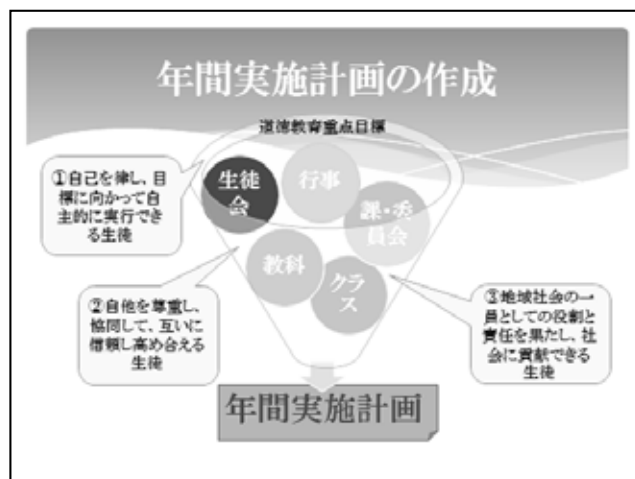 年間実施計画の作成
道徳教育重点目標
①自己を律し、目
標に向かって自
主的に実行でき
る生徒
生徒
会
行事
課・委
員会
教科
クラ
ス
②自他を尊重し、
協同して、互いに
信頼し高め合える
生徒
③地域社会の一
員としての役割と
責任を果たし、社
会に貢献できる
生徒
年間実施計画